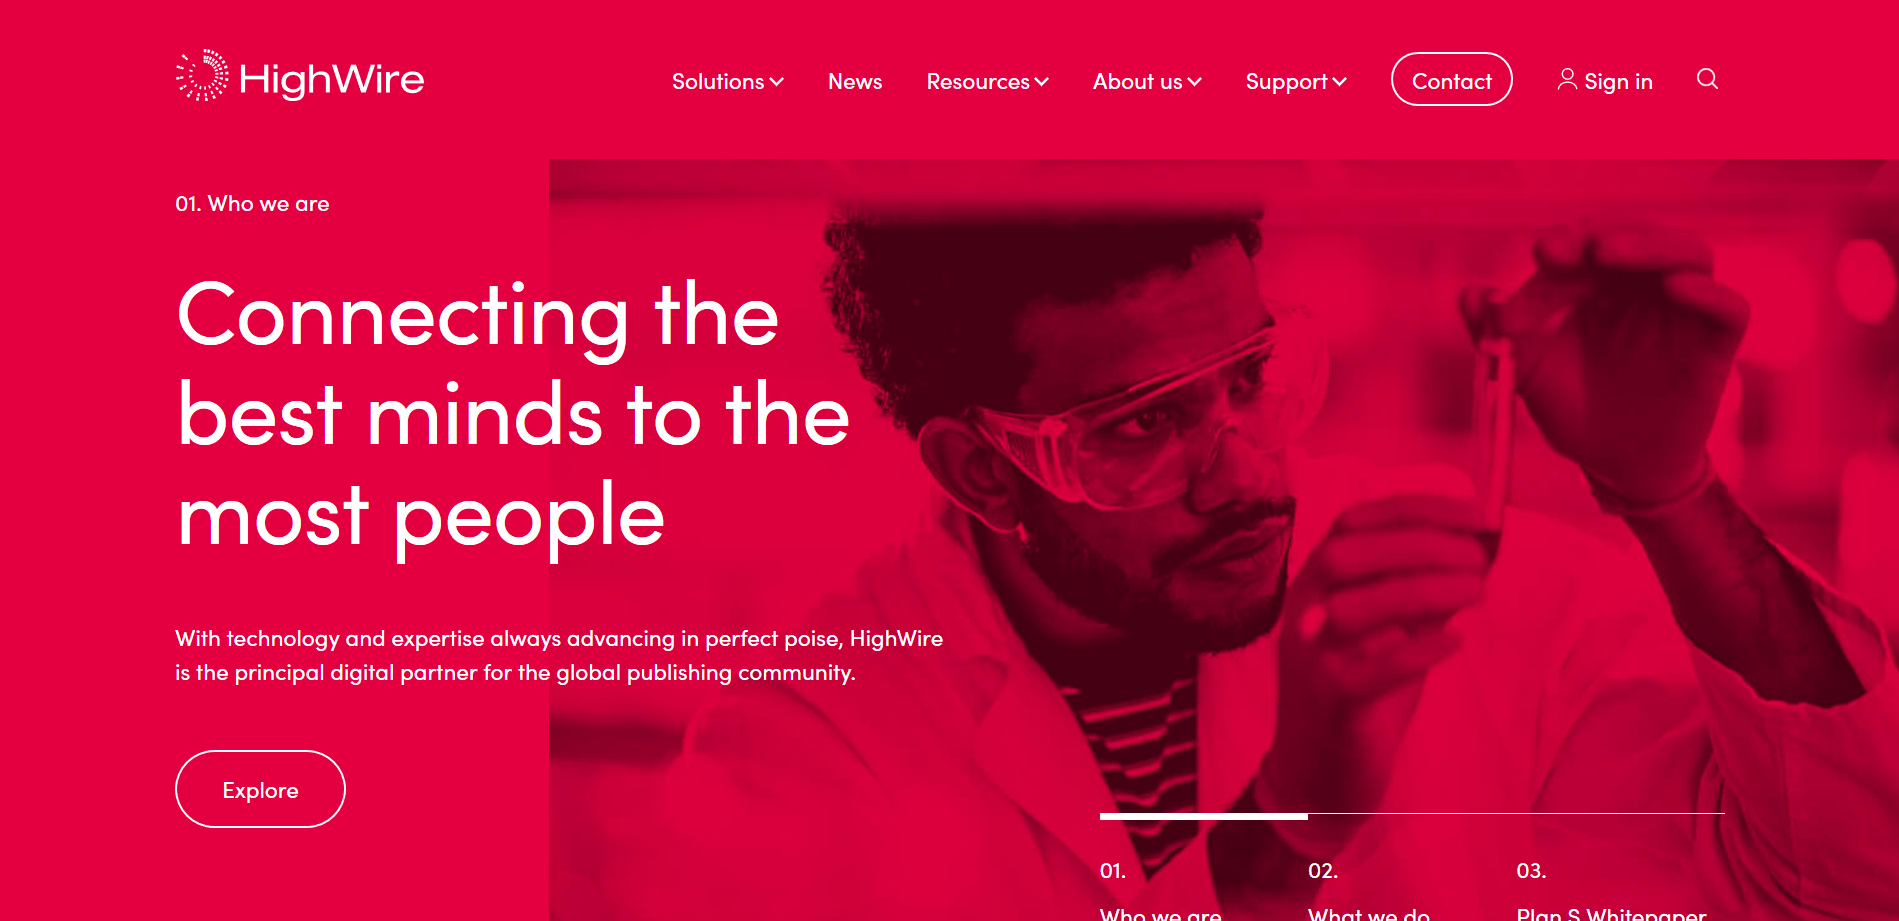 HighWire
Solutions
News
Resources
About us
Support
Contact
Sign in
01. Who we are
Connecting the
best minds to the
most people
With technology and expertise always advancing in perfect poise, HighWire
is the principal digital partner for the global publishing community.
Explore
01.
Who we are
02.
What we do
03.
Plan S Whitepaper